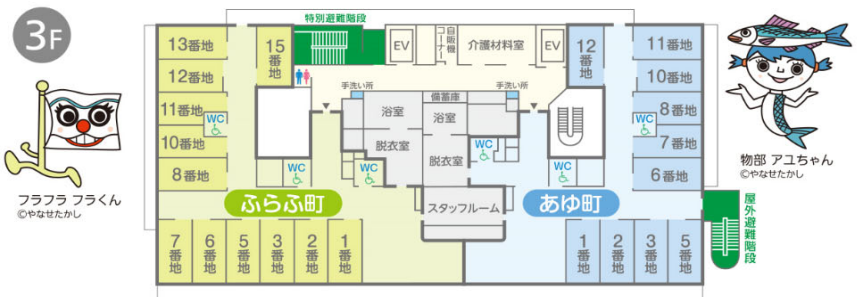 3F
特別避難階段
13番地
15番地
EV
自販機コーナー
介護材料室
EV
12番地
11番地
12番地
10番地
手洗い所
手洗い所
備蓄庫
11番地
WC
浴室
浴室
WC
8番地
10番地
脱衣室
脱衣室
WC
7番地
8番地
WC
WC
WC
6番地
フラフラ フラくん
©やなせたかし
物部 アユちゃん
©やなせたかし
ふらふ町
スタッフルーム
あゆ町
屋外避難階段
7番地
6番地
5番地
3番地
2番地
1番地
1番地
2番地
3番地
5番地